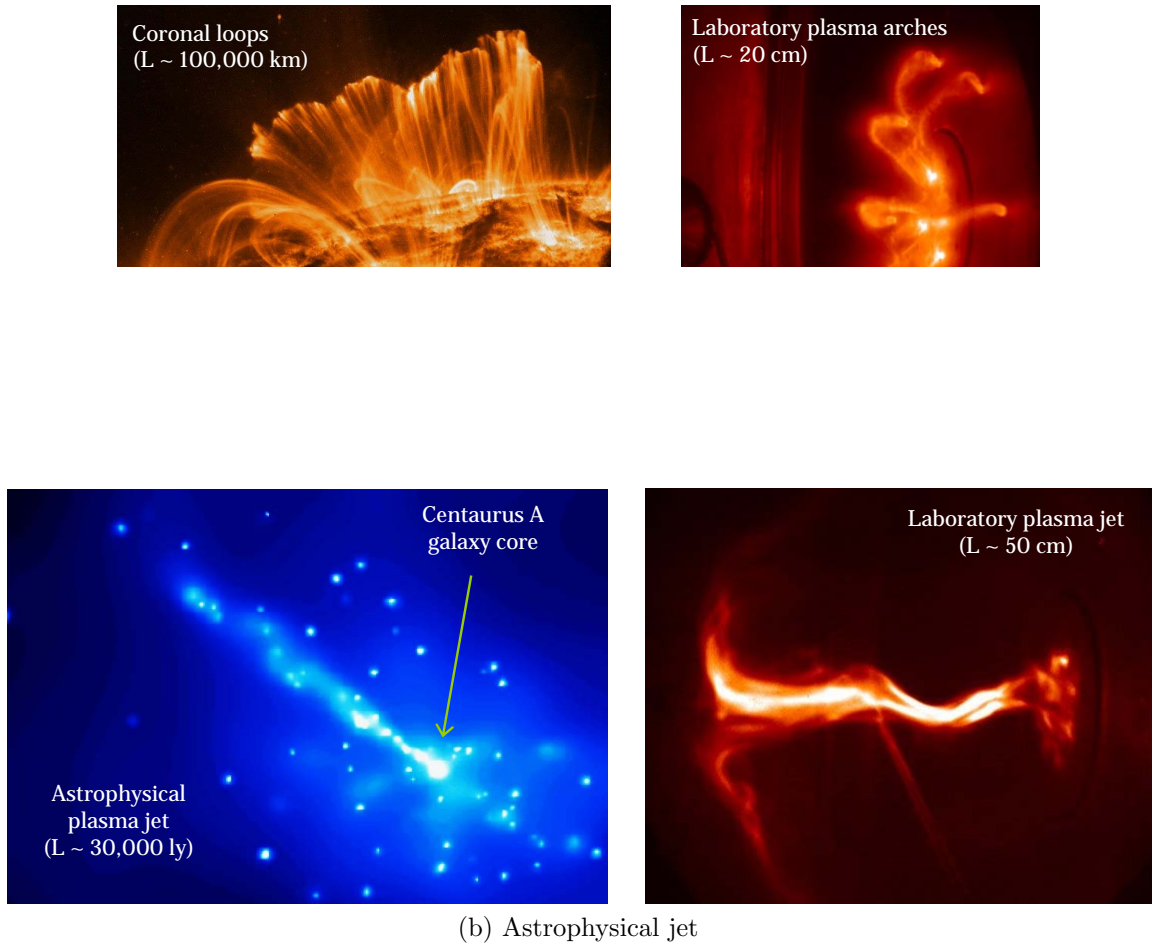 Coronal loops
(L ~ 100,000 km)
Laboratory plasma arches
(L ~ 20 cm)
Centaurus A
galaxy core
Astrophysical
plasma jet
(L ~ 30,000 ly)
Laboratory plasma jet
(L ~ 50 cm)
(b) Astrophysical jet